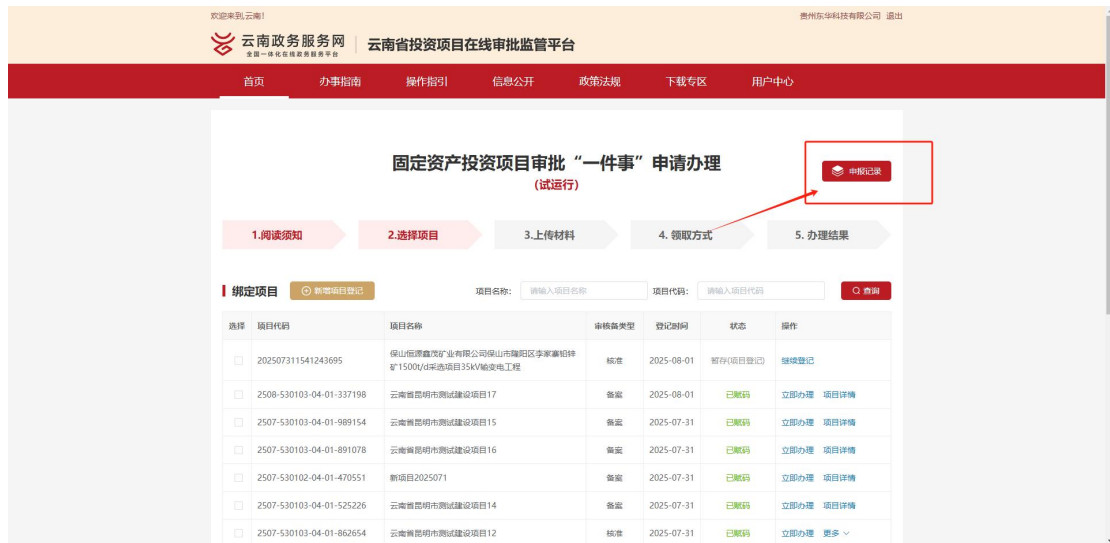 欢迎来到,云南!
贵州东华科技有限公司 退出
云南政务服务网 云南省投资项目在线审批监管平台
全国一体化在线政务服务平台
首页 办事指南 操作指引 信息公开 政策法规 下载专区 用户中心
固定资产投资项目审批“一件事”申请办理
(试运行)
申报记录
1.阅读须知 2.选择项目 3.上传材料 4. 领取方式 5. 办理结果
绑定项目 新增项目登记 项目名称: 请输入项目名称 项目代码: 请输入项目代码 查询
选择 项目代码 项目名称 审核备类型 登记时间 状态 操作
202507311541243695 保山恒源鑫茂矿业有限公司保山市隆阳区李家寨铅锌矿1500t/d采选项目35kV输变电工程 核准 2025-08-01 暂存(项目登记) 继续登记
2508-530103-04-01-337198 云南省昆明市测试建设项目17 备案 2025-08-01 已赋码 立即办理 项目详情
2507-530103-04-01-989154 云南省昆明市测试建设项目15 备案 2025-07-31 已赋码 立即办理 项目详情
2507-530103-04-01-891078 云南省昆明市测试建设项目16 备案 2025-07-31 已赋码 立即办理 项目详情
2507-530102-04-01-470551 新项目2025071 备案 2025-07-31 已赋码 立即办理 项目详情
2507-530103-04-01-525226 云南省昆明市测试建设项目14 备案 2025-07-31 已赋码 立即办理 项目详情
2507-530103-04-01-862654 云南省昆明市测试建设项目12 核准 2025-07-31 已赋码 立即办理 更多